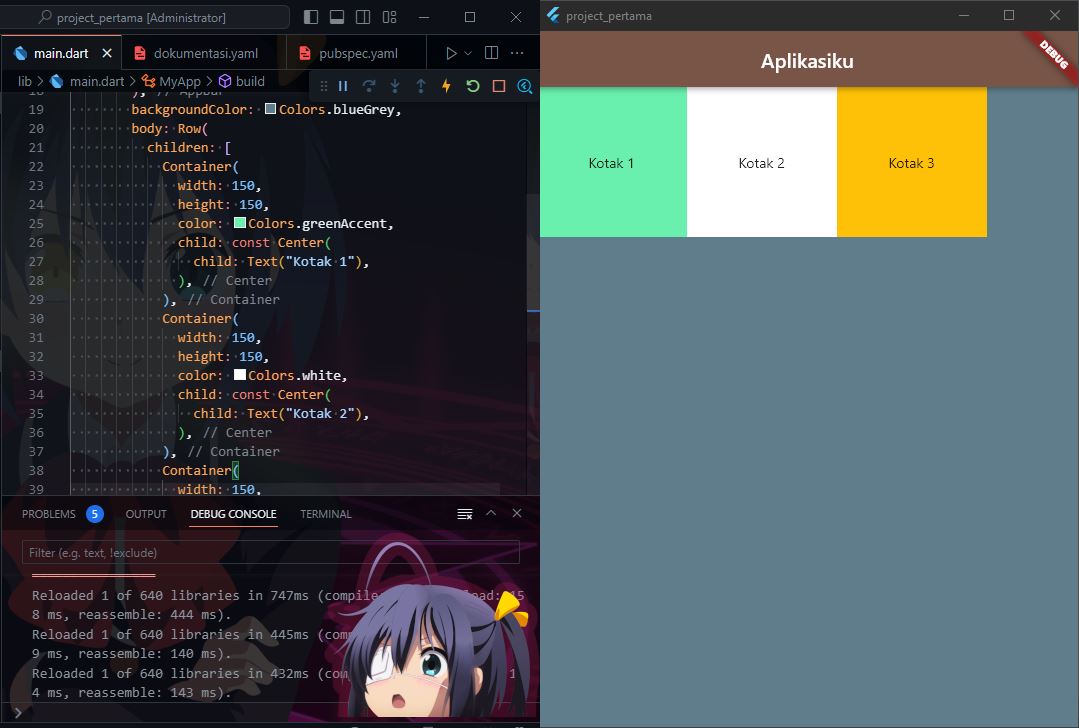 project_pertama [Administrator]
main.dart
dokumentasi.yaml
pubspec.yaml
lib > main.dart > MyApp > build
18 ), // AppBar
19 backgroundColor: Colors.blueGrey,
20 body: Row(
21 children: [
22 Container(
23 width: 150,
24 height: 150,
25 color: Colors.greenAccent,
26 child: const Center(
27 child: Text("Kotak 1"),
28 ), // Center
29 ), // Container
30 Container(
31 width: 150,
32 height: 150,
33 color: Colors.white,
34 child: const Center(
35 child: Text("Kotak 2"),
36 ), // Center
37 ), // Container
38 Container(
39 width: 150,
PROBLEMS 5 OUTPUT DEBUG CONSOLE TERMINAL
Filter (e.g. text, !exclude)
Reloaded 1 of 640 libraries in 747ms (compile: load: 15
8 ms, reassemble: 444 ms).
Reloaded 1 of 640 libraries in 445ms
9 ms, reassemble: 140 ms).
Reloaded 1 of 640 libraries in 432ms 1
4 ms, reassemble: 143 ms).
project_pertama
Aplikasiku
DEBUG
Kotak 1
Kotak 2
Kotak 3